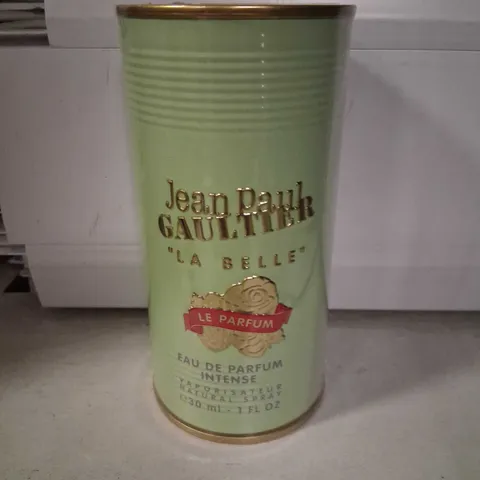 Jean Paul
GAULTIER
"LA BELLE"
LE PARFUM
EAU DE PARFUM
INTENSE
VAPORISATEUR
NATURAL SPRAY
℮30 ml - 1 FL OZ